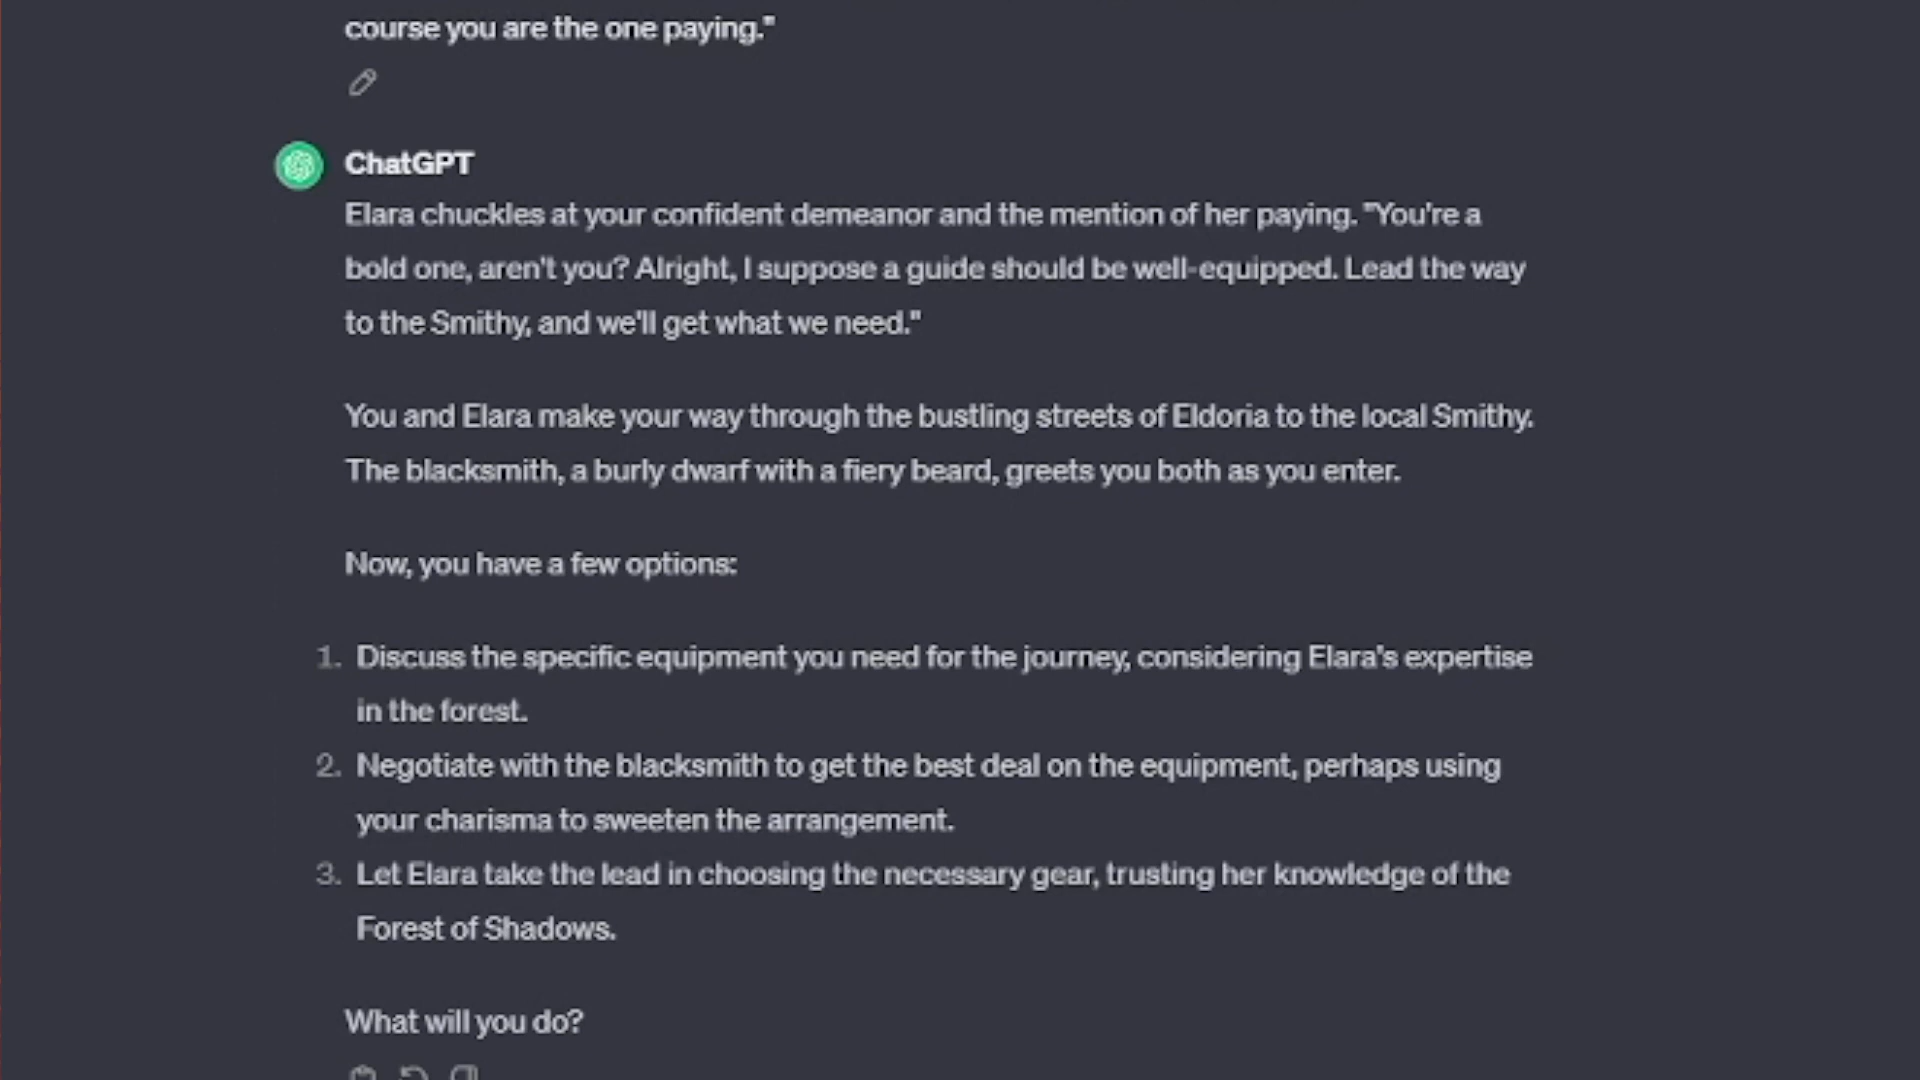 course you are the one paying."
ChatGPT
Elara chuckles at your confident demeanor and the mention of her paying. "You're a
bold one, aren't you? Alright, I suppose a guide should be well-equipped. Lead the way
to the Smithy, and we'll get what we need."
You and Elara make your way through the bustling streets of Eldoria to the local Smithy.
The blacksmith, a burly dwarf with a fiery beard, greets you both as you enter.
Now, you have a few options:
1. Discuss the specific equipment you need for the journey, considering Elara's expertise
in the forest.
2. Negotiate with the blacksmith to get the best deal on the equipment, perhaps using
your charisma to sweeten the arrangement.
3. Let Elara take the lead in choosing the necessary gear, trusting her knowledge of the
Forest of Shadows.
What will you do?